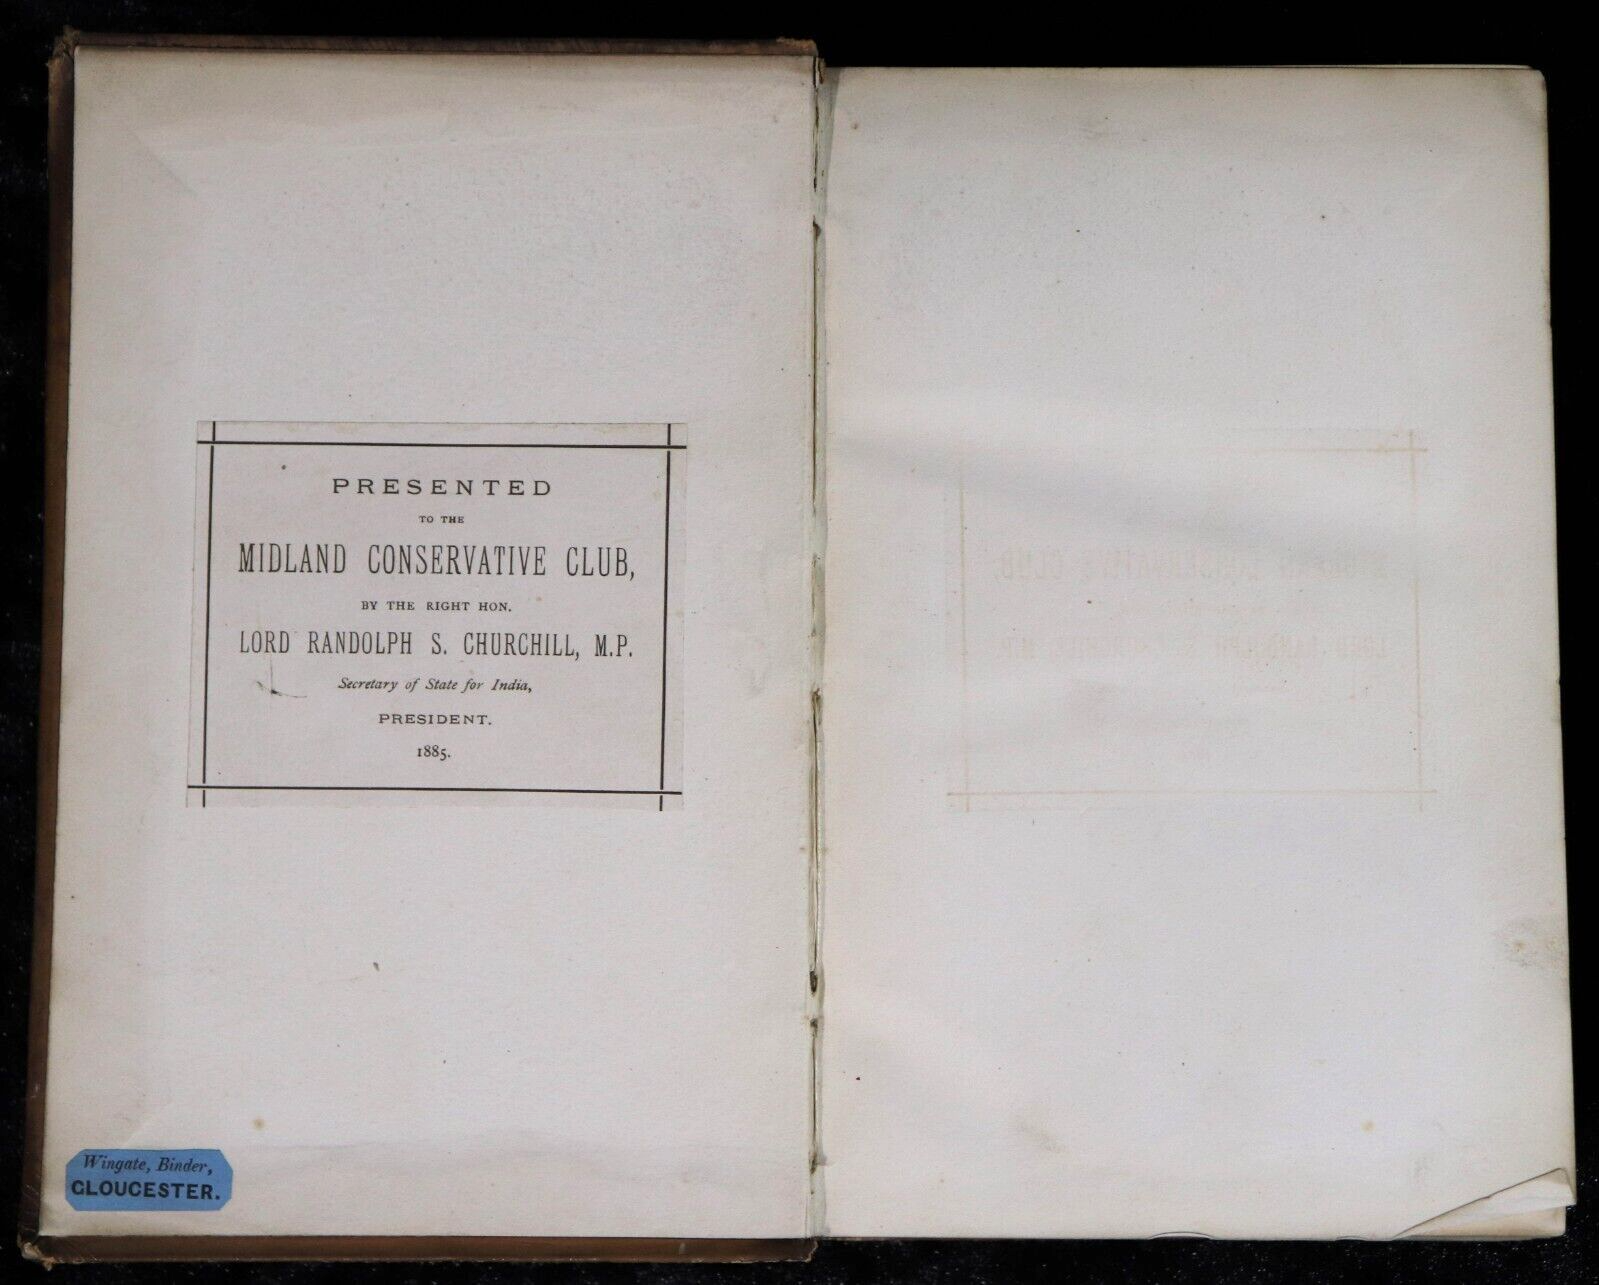 PRESENTED
TO THE
MIDLAND CONSERVATIVE CLUB,
BY THE RIGHT HON.
LORD RANDOLPH S. CHURCHILL, M.P.
Secretary of State for India,
PRESIDENT.
1885.
Wingate, Binder,
GLOUCESTER.